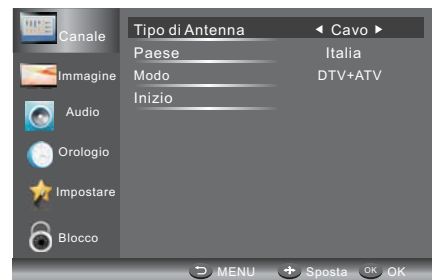 Canale
Immagine
Audio
Orologio
Impostare
Blocco
Tipo di Antenna Cavo
Paese Italia
Modo DTV+ATV
Inizio
MENU Sposta OK OK